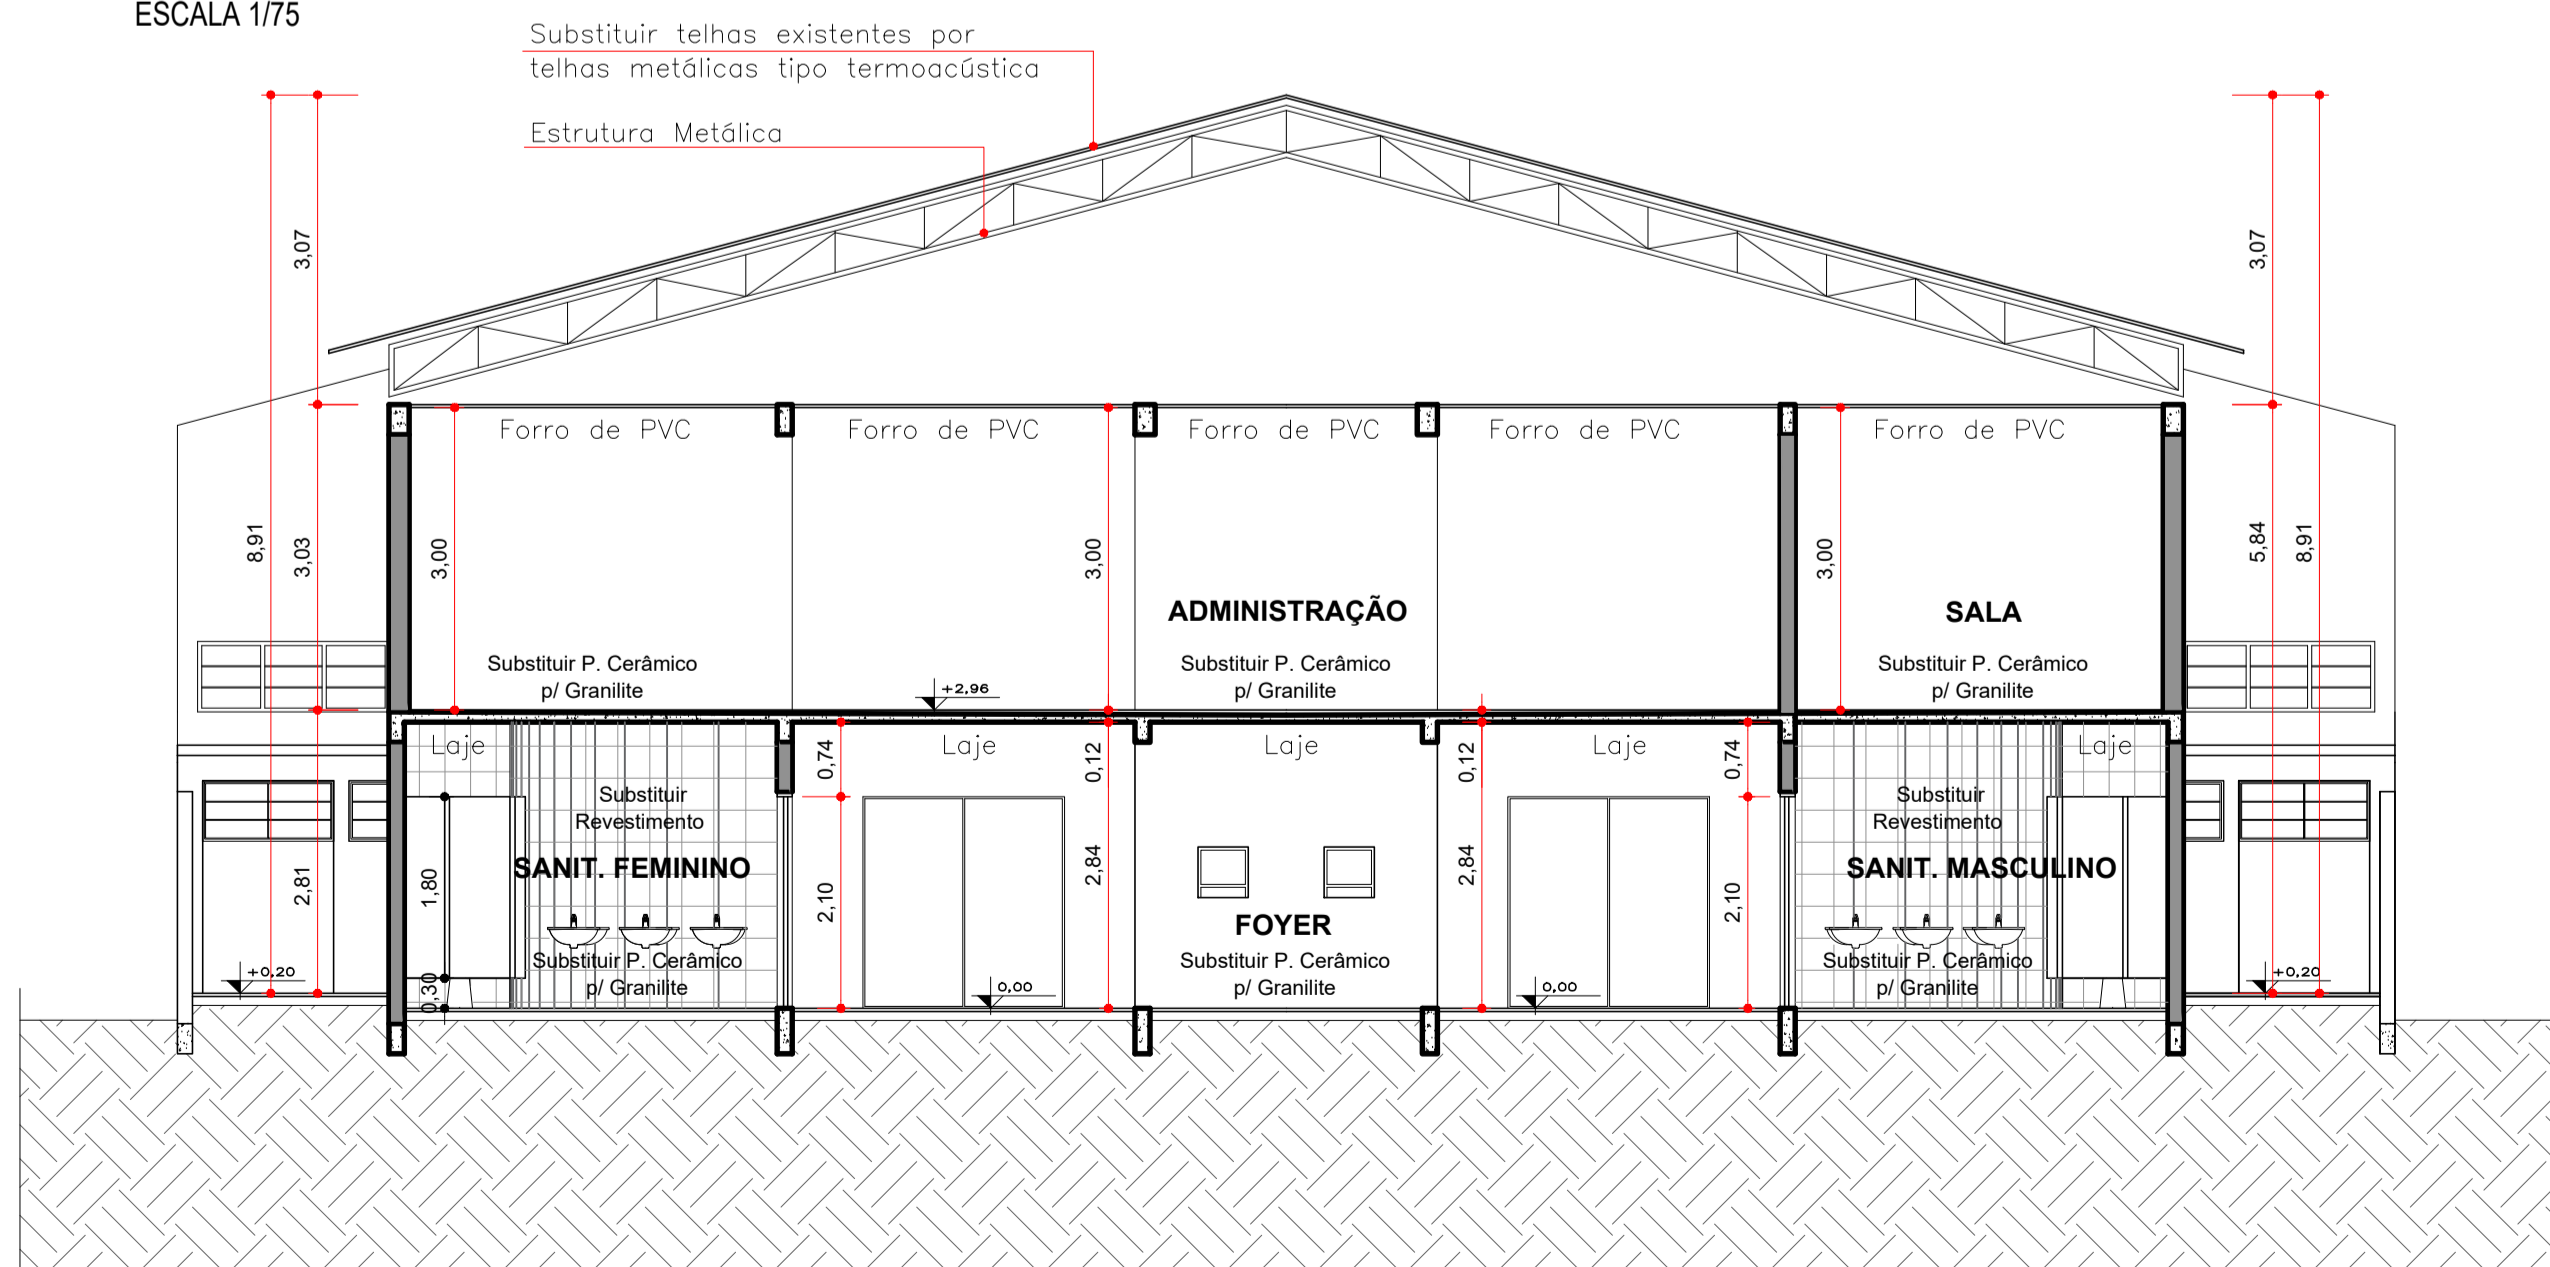 ESCALA 1/75
Substituir telhas existentes por
telhas metálicas tipo termoacústica
Estrutura Metálica
3,07
3,07
Forro de PVC
Forro de PVC
Forro de PVC
Forro de PVC
Forro de PVC
8,91
3,03
3,00
3,00
3,00
5,84
8,91
ADMINISTRAÇÃO
SALA
Substituir P. Cerâmico
p/ Granilite
+2,96
Substituir P. Cerâmico
p/ Granilite
Substituir P. Cerâmico
p/ Granilite
Laje
0,74
Laje
0,12
Laje
0,12
Laje
0,74
Laje
Substituir
Revestimento
Substituir
Revestimento
SANIT. FEMININO
SANIT. MASCULINO
2,81
1,80
2,10
2,84
2,84
2,10
FOYER
Substituir P. Cerâmico
p/ Granilite
Substituir P. Cerâmico
p/ Granilite
Substituir P. Cerâmico
p/ Granilite
+0,20
0,30
0,00
0,00
+0,20